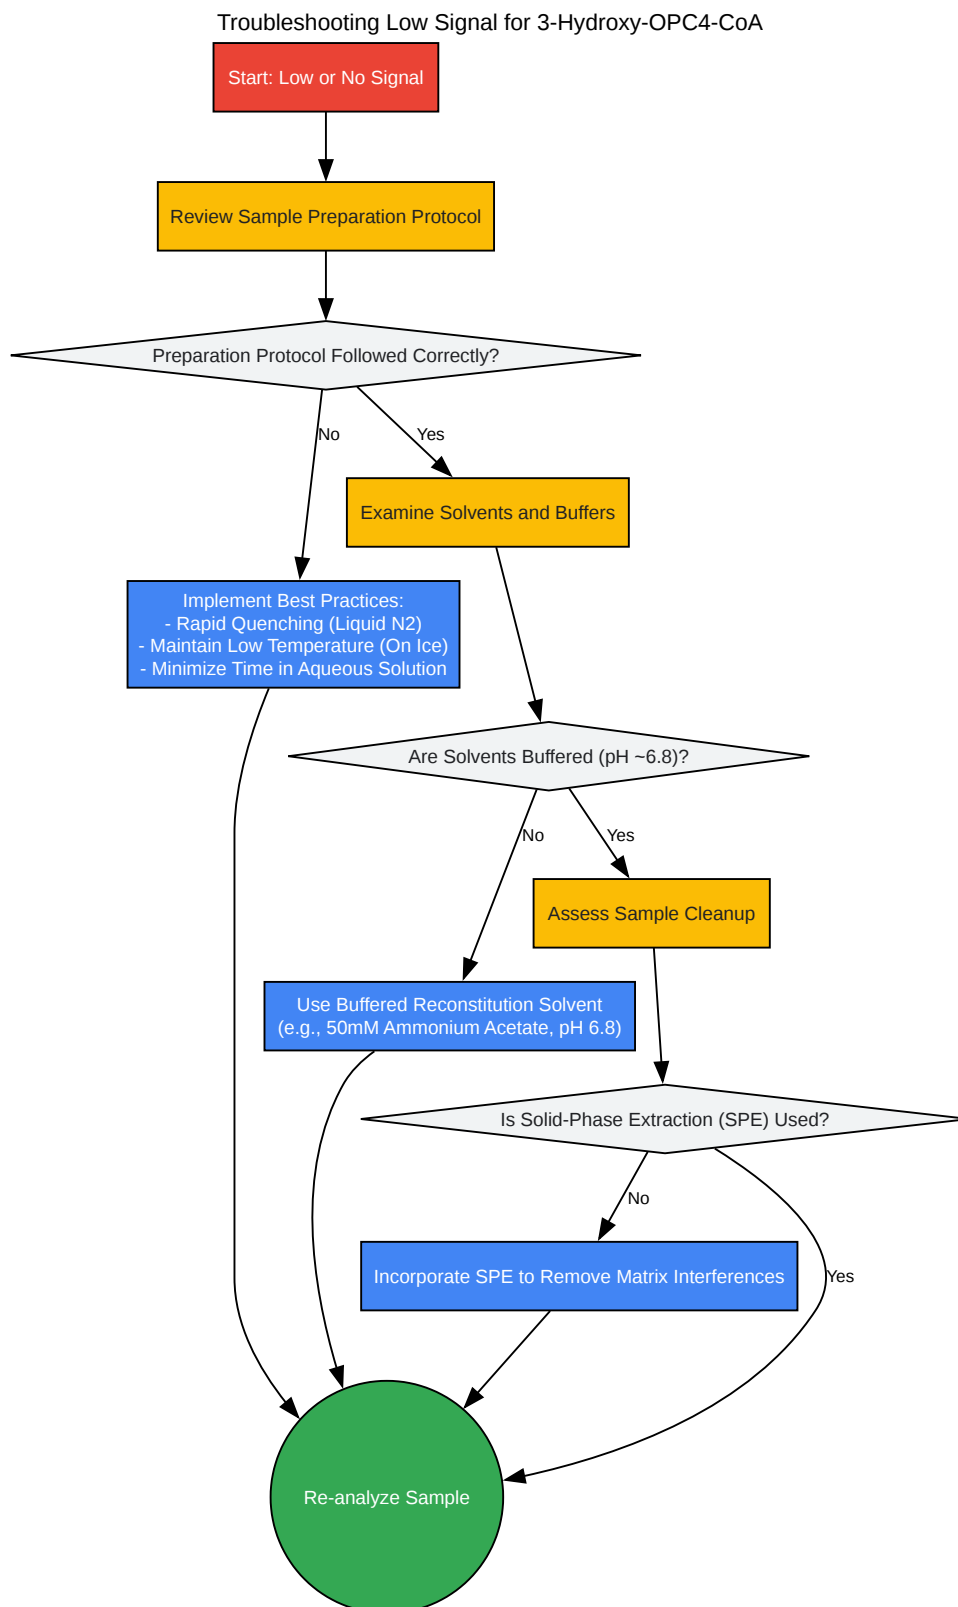 Troubleshooting Low Signal for 3-Hydroxy-OPC4-CoA
Start: Low or No Signal
Review Sample Preparation Protocol
Preparation Protocol Followed Correctly?
No
Yes
Examine Solvents and Buffers
Implement Best Practices:
- Rapid Quenching (Liquid N2)
- Maintain Low Temperature (On Ice)
- Minimize Time in Aqueous Solution
Are Solvents Buffered (pH ~6.8)?
No
Yes
Assess Sample Cleanup
Use Buffered Reconstitution Solvent
(e.g., 50mM Ammonium Acetate, pH 6.8)
Is Solid-Phase Extraction (SPE) Used?
No
Incorporate SPE to Remove Matrix Interferences
Yes
Re-analyze Sample